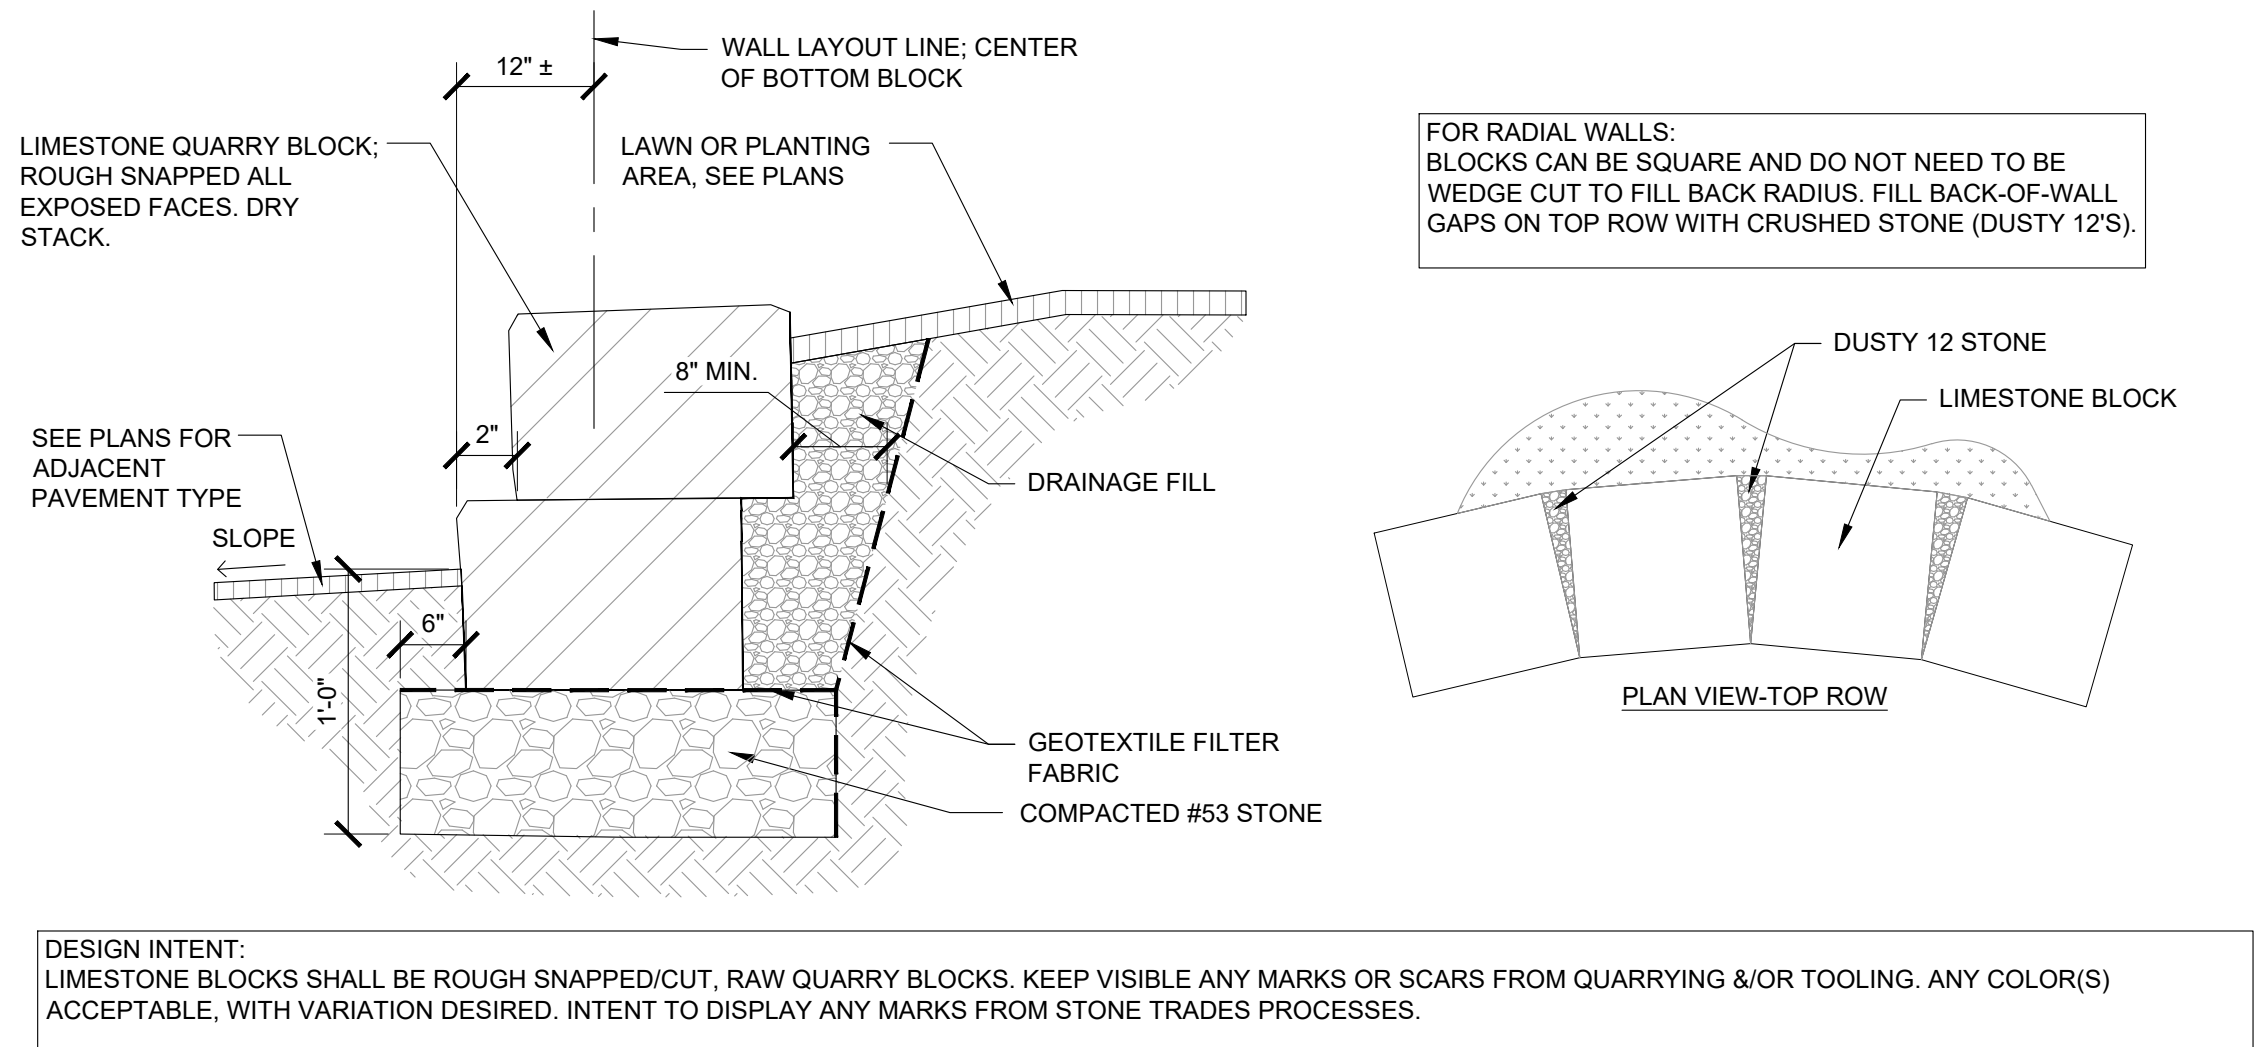 WALL LAYOUT LINE; CENTER
OF BOTTOM BLOCK
12" ±
LIMESTONE QUARRY BLOCK;
ROUGH SNAPPED ALL
EXPOSED FACES. DRY
STACK.
LAWN OR PLANTING
AREA, SEE PLANS
8" MIN.
2"
SEE PLANS FOR
ADJACENT
PAVEMENT TYPE
SLOPE
DRAINAGE FILL
6"
1'-0"
GEOTEXTILE FILTER
FABRIC
COMPACTED #53 STONE
FOR RADIAL WALLS:
BLOCKS CAN BE SQUARE AND DO NOT NEED TO BE
WEDGE CUT TO FILL BACK RADIUS. FILL BACK-OF-WALL
GAPS ON TOP ROW WITH CRUSHED STONE (DUSTY 12'S).
DUSTY 12 STONE
LIMESTONE BLOCK
PLAN VIEW-TOP ROW
DESIGN INTENT:
LIMESTONE BLOCKS SHALL BE ROUGH SNAPPED/CUT, RAW QUARRY BLOCKS. KEEP VISIBLE ANY MARKS OR SCARS FROM QUARRYING &/OR TOOLING. ANY COLOR(S)
ACCEPTABLE, WITH VARIATION DESIRED. INTENT TO DISPLAY ANY MARKS FROM STONE TRADES PROCESSES.